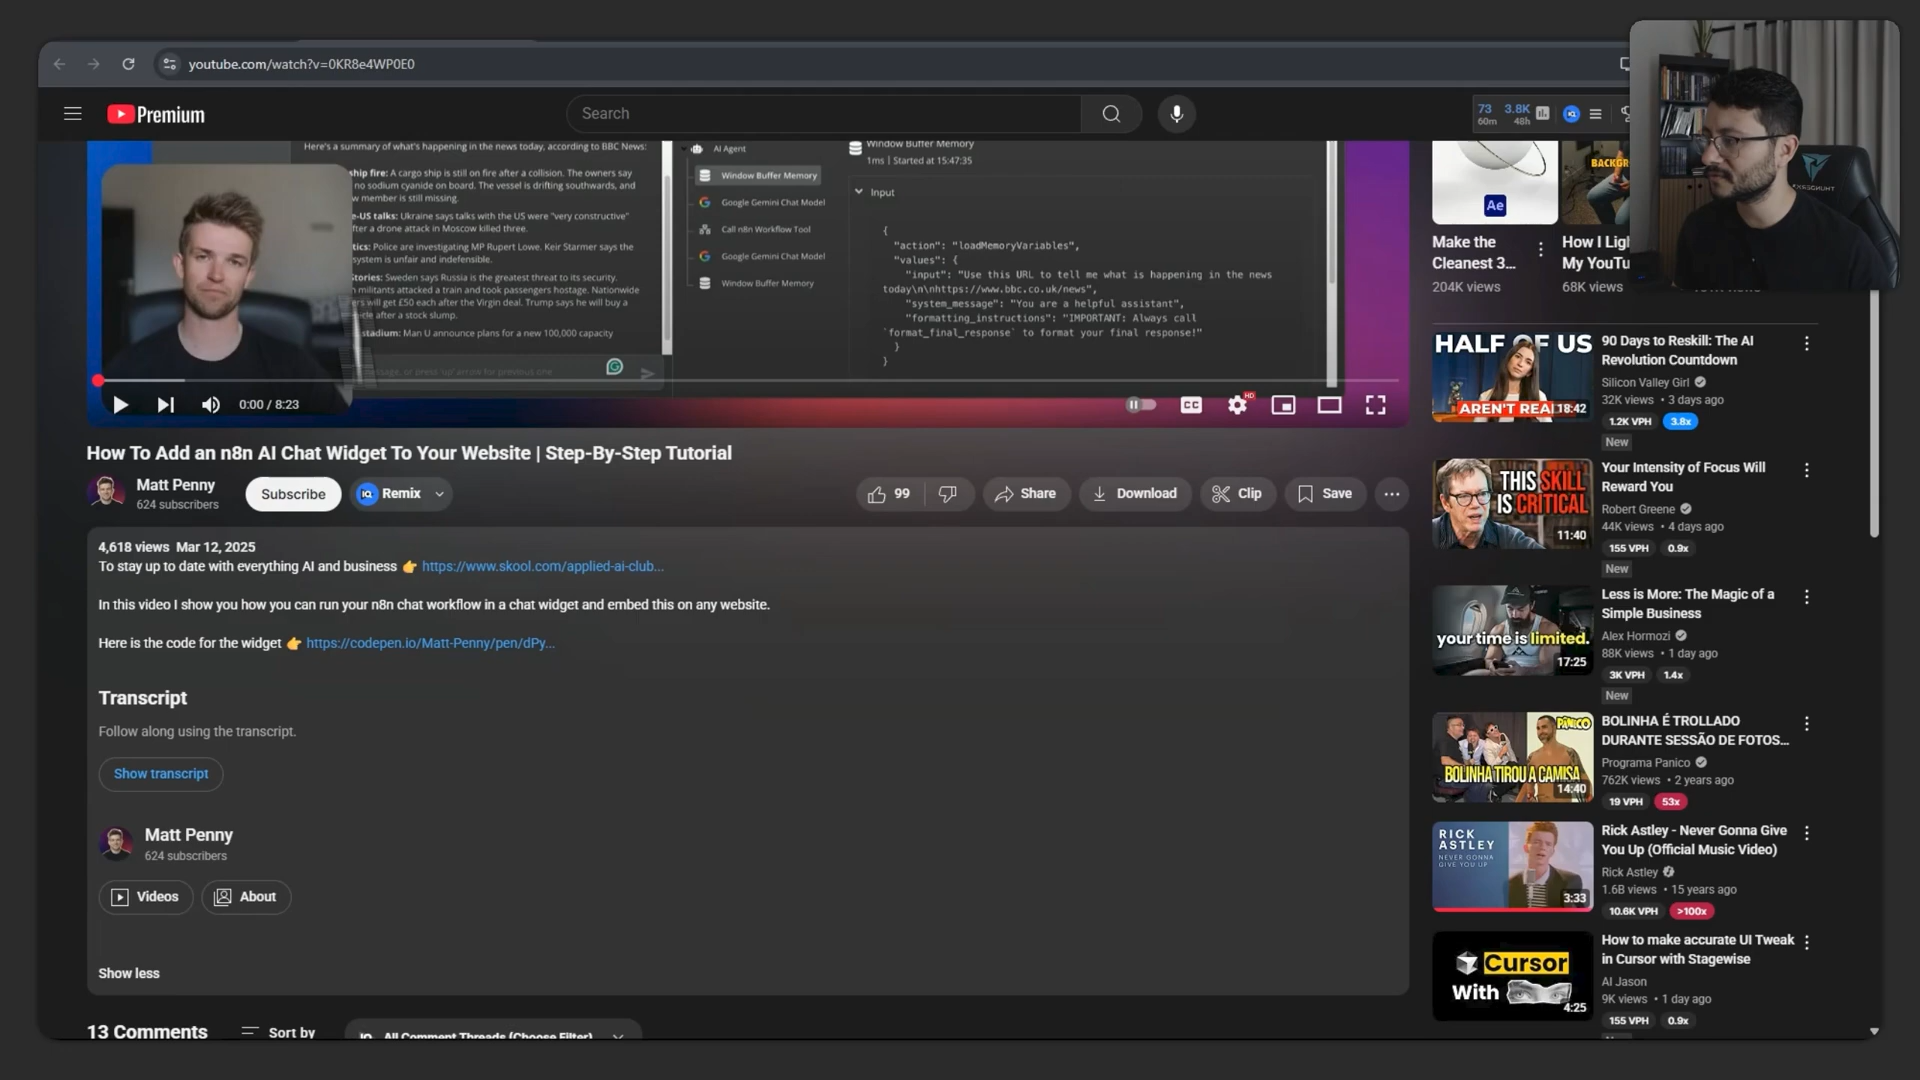 youtube.com/watch?v=0KR8e4WP0E0
Premium
Search
73 3.8K
60m 48h
Here's a summary of what's happening in the news today, according to BBC News:
ship fire: A cargo ship is still on fire after a collision. The owners say
no sodium cyanide on board. The vessel is drifting southwards, and
member is still missing.
e-US talks: Ukraine says talks with the US were "very constructive"
after a drone attack in Moscow killed three.
tics: Police are investigating MP Rupert Lowe. Keir Starmer says the
system is unfair and indefensible.
Stories: Sweden says Russia is the greatest threat to its security.
militants attacked a train and took passengers hostage. Nationwide
ers will get £50 each after the Virgin deal. Trump says he will buy a
after a stock slump.
stadium: Man U announce plans for a new 100,000 capacity
message, or press 'up' arrow for previous one
AI Agent
Window Buffer Memory
Google Gemini Chat Model
Call n8n Workflow Tool
Google Gemini Chat Model
Window Buffer Memory
Window Buffer Memory
1ms | Started at 15:47:35
Input
{
"action": "loadMemoryVariables",
"values": {
"input": "Use this URL to tell me what is happening in the news
today\n\nhttps://www.bbc.co.uk/news",
"system_message": "You are a helpful assistant",
"formatting_instructions": "IMPORTANT: Always call
`format_final_response` to format your final response!"
}
}
0:00 / 8:23
CC
HD
How To Add an n8n AI Chat Widget To Your Website | Step-By-Step Tutorial
Matt Penny
624 subscribers
Subscribe
Remix
99
Share
Download
Clip
Save
4,618 views Mar 12, 2025
To stay up to date with everything AI and business 👉 https://www.skool.com/applied-ai-club...
In this video I show you how you can run your n8n chat workflow in a chat widget and embed this on any website.
Here is the code for the widget 👉 https://codepen.io/Matt-Penny/pen/dPy...
Transcript
Follow along using the transcript.
Show transcript
Matt Penny
624 subscribers
Videos
About
Show less
13 Comments
Sort by
All Comment Threads (Choose Filter)
Ae
Make the
Cleanest 3...
204K views
BACKGR
How I Lig
My YouTu
68K views
HALF OF US
AREN'T REA
18:42
90 Days to Reskill: The AI
Revolution Countdown
Silicon Valley Girl
32K views • 3 days ago
1.2K VPH 3.8x
New
THIS SKILL
IS CRITICAL
11:40
Your Intensity of Focus Will
Reward You
Robert Greene
44K views • 4 days ago
155 VPH 0.9x
New
your time is limited.
17:25
Less is More: The Magic of a
Simple Business
Alex Hormozi
88K views • 1 day ago
3K VPH 1.4x
New
PÂNICO
BOLINHA TIROU A CAMISA
14:40
BOLINHA É TROLLADO
DURANTE SESSÃO DE FOTOS...
Programa Panico
762K views • 2 years ago
19 VPH 53x
RICK
ASTLEY
NEVER GONNA
GIVE YOU UP
3:33
Rick Astley - Never Gonna Give
You Up (Official Music Video)
Rick Astley
1.6B views • 15 years ago
10.6K VPH >100x
Cursor
With
4:25
How to make accurate UI Tweak
in Cursor with Stagewise
AI Jason
9K views • 1 day ago
155 VPH 0.9x